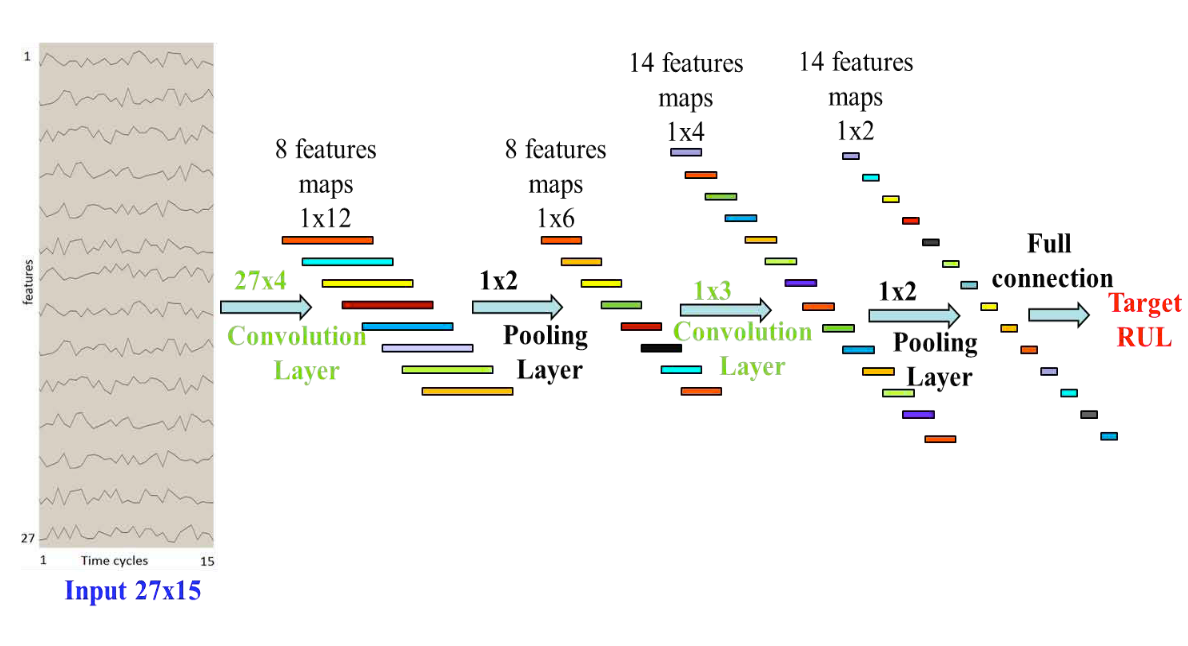 1
features
27
1 Time cycles 15
Input 27x15
27x4
Convolution
Layer
8 features
maps
1x12
1x2
Pooling
Layer
8 features
maps
1x6
1x3
Convolution
Layer
14 features
maps
1x4
1x2
Pooling
Layer
14 features
maps
1x2
Full
connection
Target
RUL